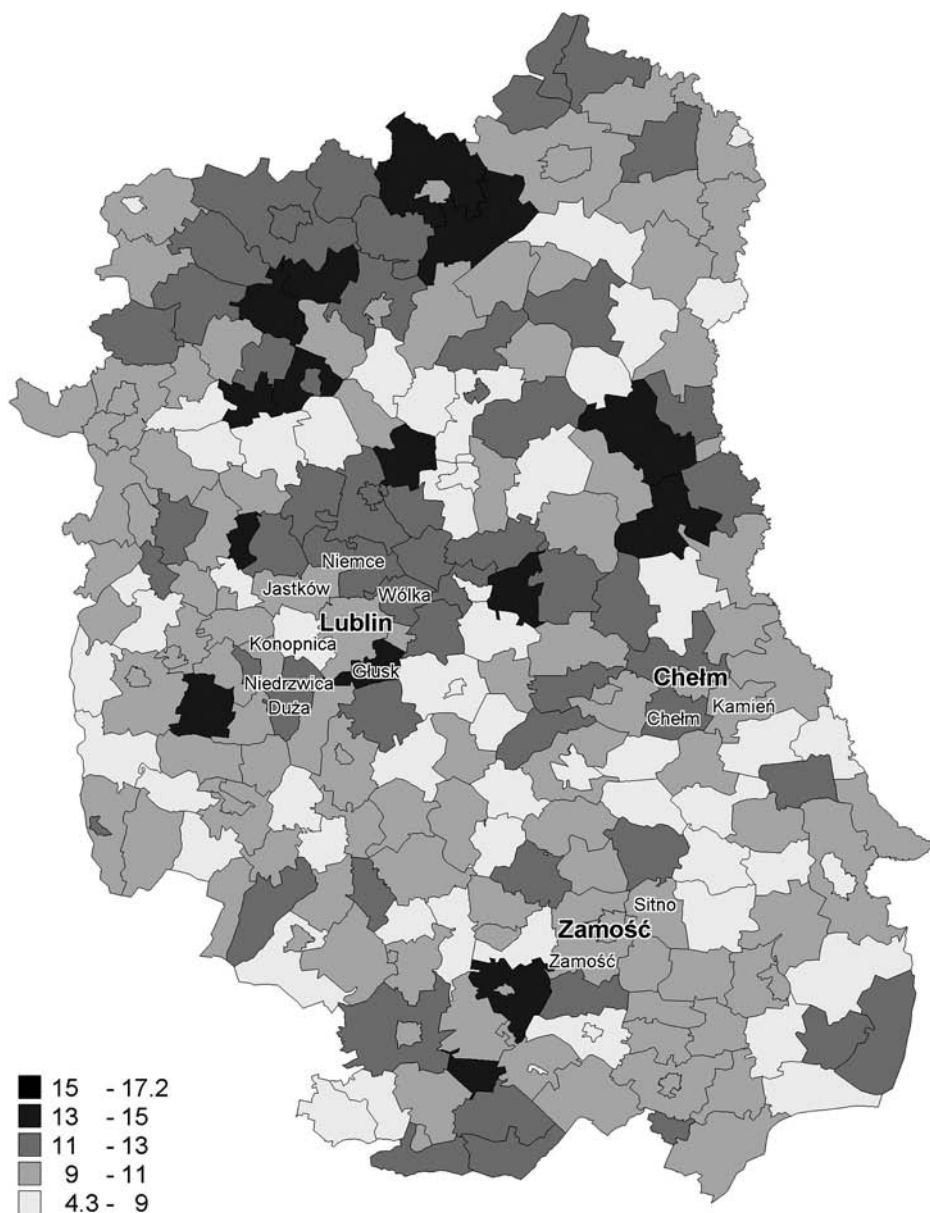 Niemce
Jastków
Wólka
Lublin
Konopnica
Głusk
Niedrzwica
Duża
Chełm
Chełm
Kamień
Sitno
Zamość
Zamość
15 - 17.2
13 - 15
11 - 13
9 - 11
4.3 - 9